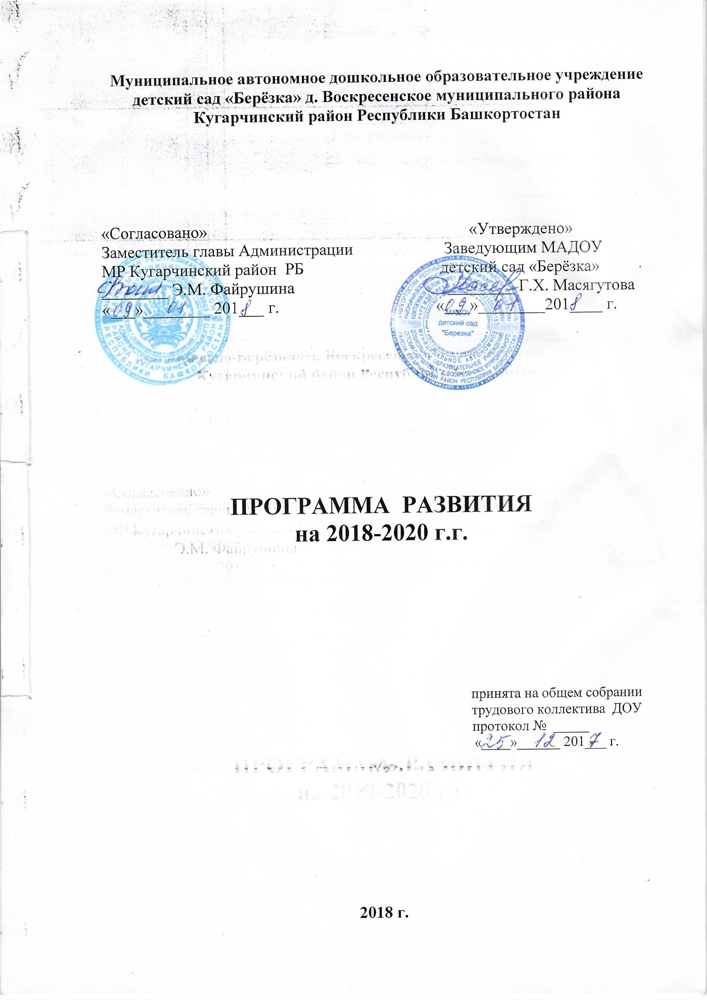 Муниципальное автономное дошкольное образовательное учреждение
детский сад «Берёзка» д. Воскресенское муниципального района
Кугарчинский район Республики Башкортостан
«Согласовано»
Заместитель главы Администрации
МР Кугарчинский район РБ
________ Э.М. Файрушина
«09» 01 2018 г.
«Утверждено»
Заведующим МАДОУ
детский сад «Берёзка»
________ Г.Х. Масягутова
«09» 01 2018 г.
МАДОУ
детский сад
"Березка"
ПРОГРАММА РАЗВИТИЯ
на 2018-2020 г.г.
принята на общем собрании
трудового коллектива ДОУ
протокол № _____
«25» 12 2017 г.
2018 г.